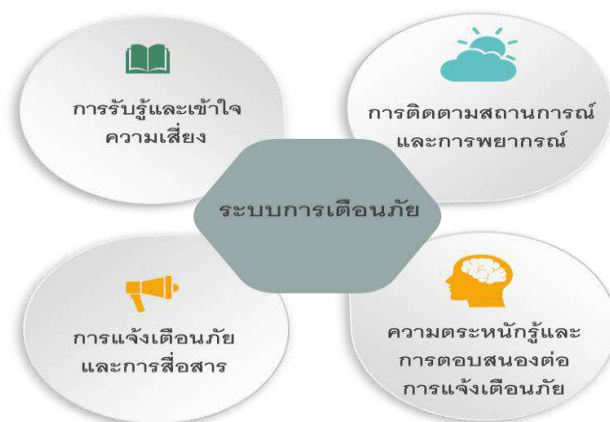 การรับรู้และเข้าใจ
ความเสี่ยง
การติดตามสถานการณ์
และการพยากรณ์
ระบบการเตือนภัย
การแจ้งเตือนภัย
และการสื่อสาร
ความตระหนักรู้และ
การตอบสนองต่อ
การแจ้งเตือนภัย